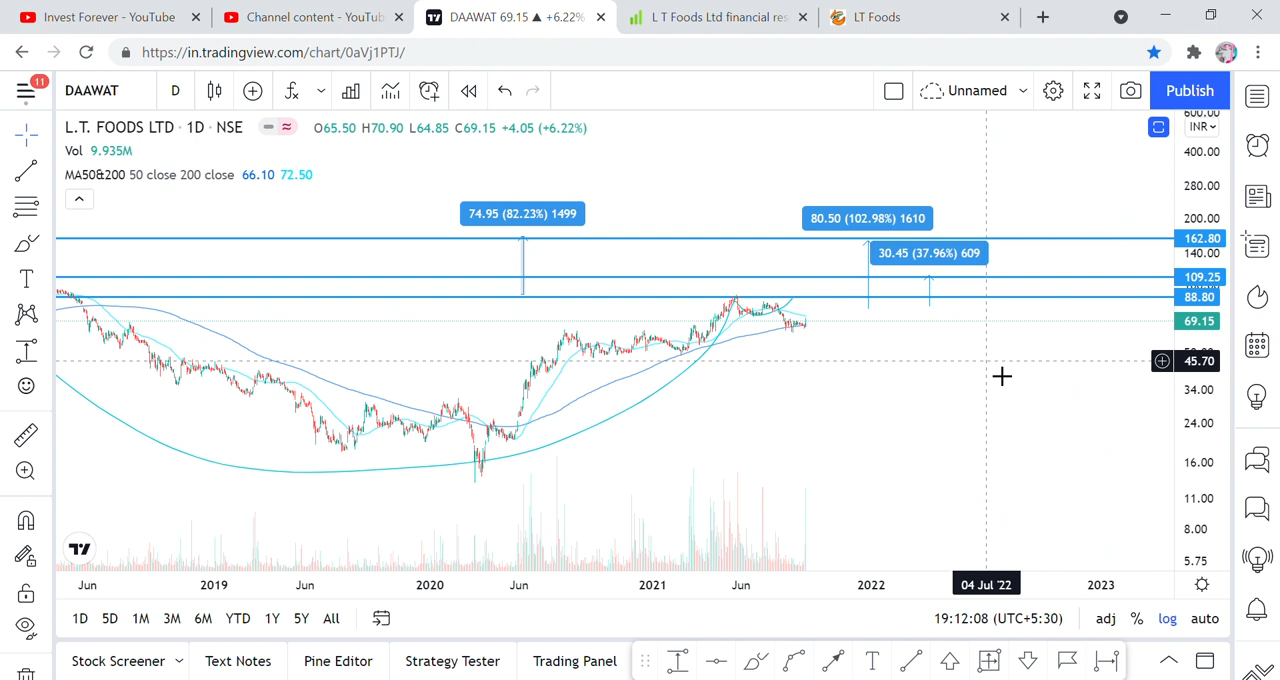 Invest Forever - YouTube
Channel content - YouTub
DAAWAT 69.15 ▲ +6.22%
L T Foods Ltd financial res
LT Foods
https://in.tradingview.com/chart/0aVj1PTJ/
11
DAAWAT
D
Unnamed
Publish
L.T. FOODS LTD · 1D · NSE
O65.50 H70.90 L64.85 C69.15 +4.05 (+6.22%)
INR
Vol 9.935M
MA50&200 50 close 200 close 66.10 72.50
400.00
280.00
200.00
74.95 (82.23%) 1499
80.50 (102.98%) 1610
162.80
30.45 (37.96%) 609
140.00
109.25
88.80
69.15
45.70
34.00
24.00
16.00
11.00
8.00
5.75
Jun
2019
Jun
2020
Jun
2021
Jun
2022
04 Jul '22
2023
1D
5D
1M
3M
6M
YTD
1Y
5Y
All
19:12:08 (UTC+5:30)
adj
%
log
auto
Stock Screener
Text Notes
Pine Editor
Strategy Tester
Trading Panel